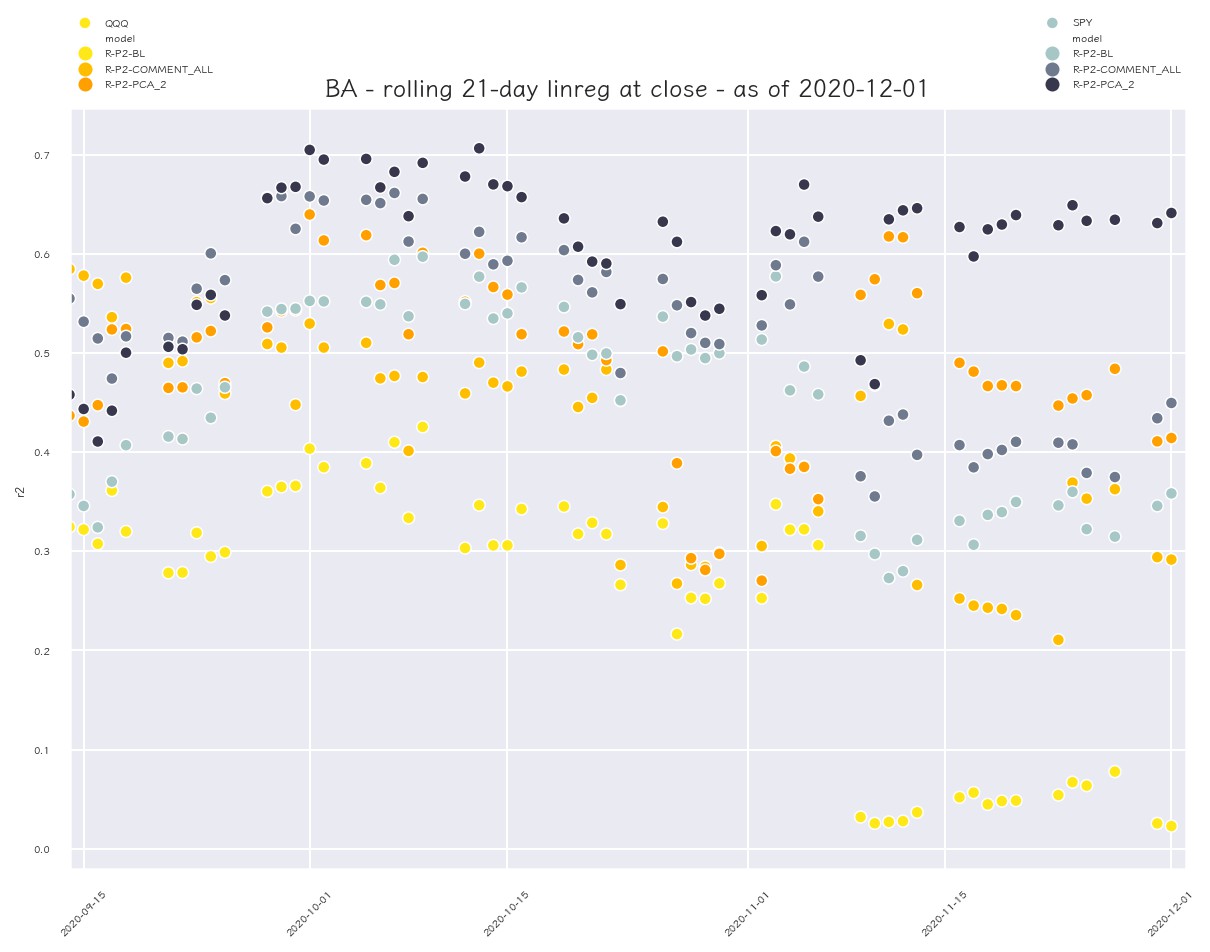 QQQ
model
R-P2-BL
R-P2-COMMENT_ALL
R-P2-PCA_2
SPY
model
R-P2-BL
R-P2-COMMENT_ALL
R-P2-PCA_2
BA - rolling 21-day linreg at close - as of 2020-12-01
r2
0.7
0.6
0.5
0.4
0.3
0.2
0.1
0.0
2020-09-15
2020-10-01
2020-10-15
2020-11-01
2020-11-15
2020-12-01